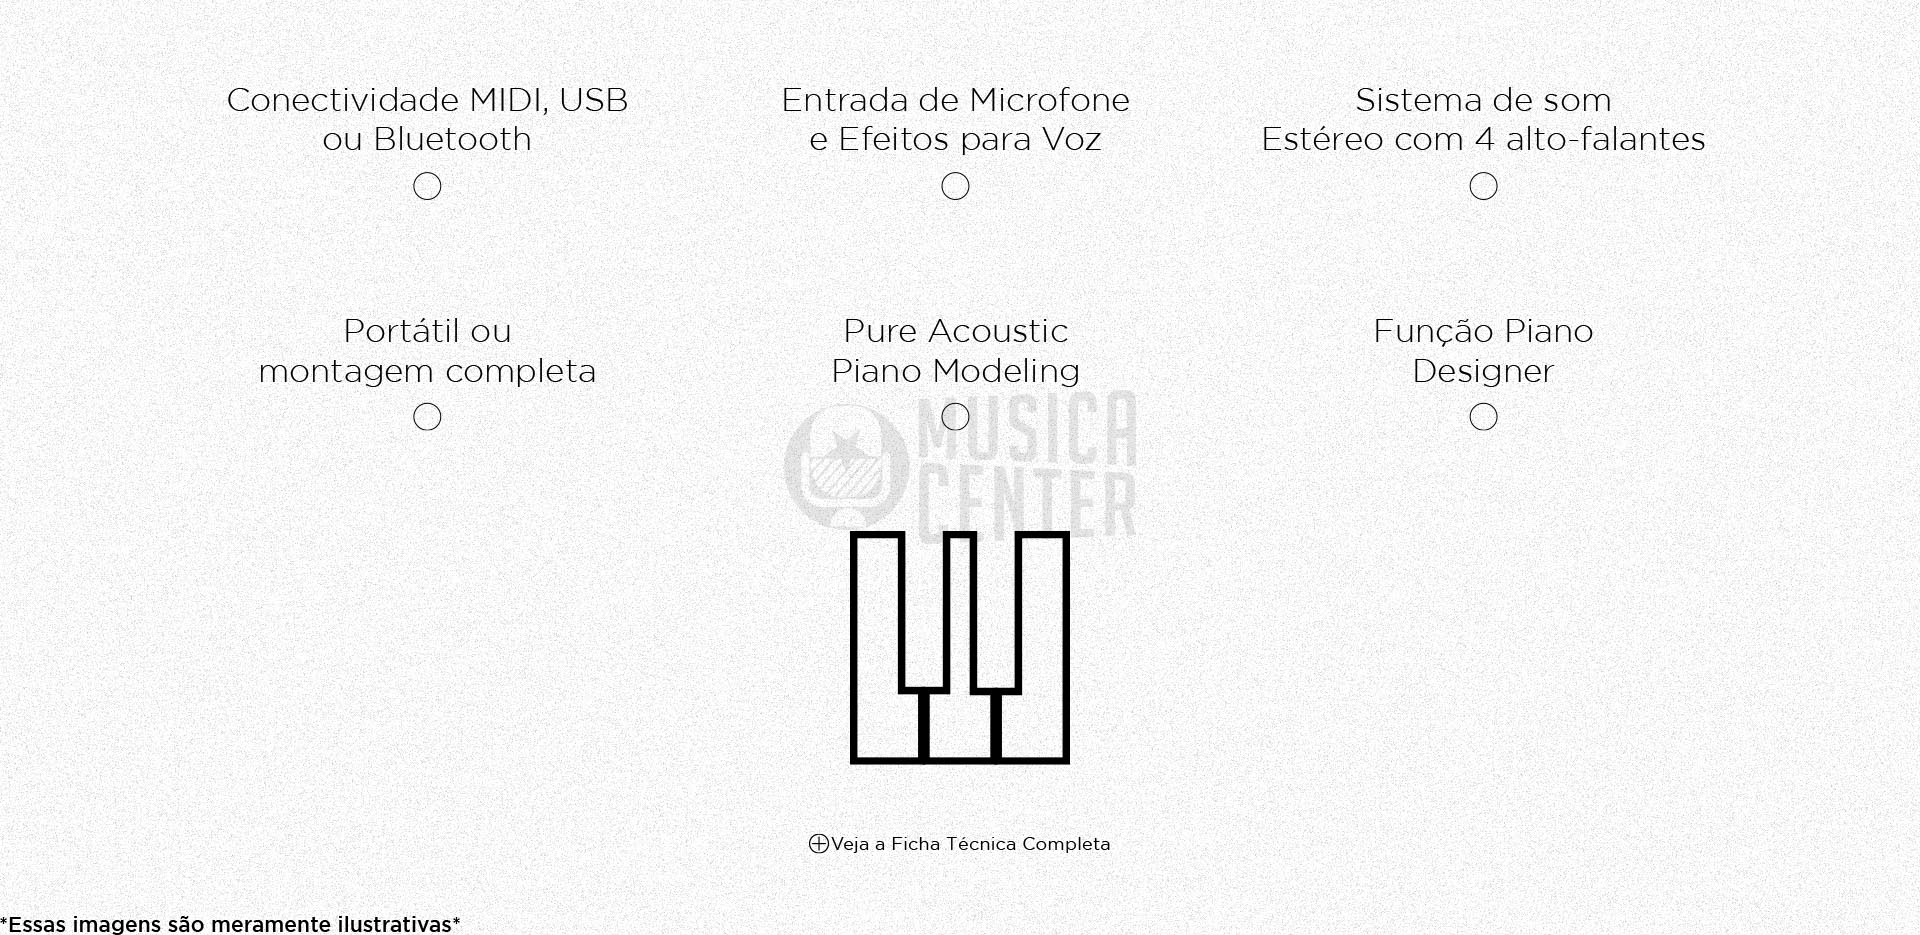 Conectividade MIDI, USB
ou Bluetooth
Entrada de Microfone
e Efeitos para Voz
Sistema de som
Estéreo com 4 alto-falantes
Portátil ou
montagem completa
Pure Acoustic
Piano Modeling
Função Piano
Designer
MUSICA
CENTER
Veja a Ficha Técnica Completa
*Essas imagens são meramente ilustrativas*